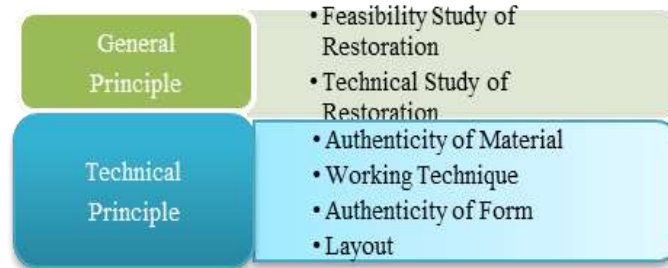 General
Principle
• Feasibility Study of
Restoration
• Technical Study of
Restoration
Technical
Principle
• Authenticity of Material
• Working Technique
• Authenticity of Form
• Layout